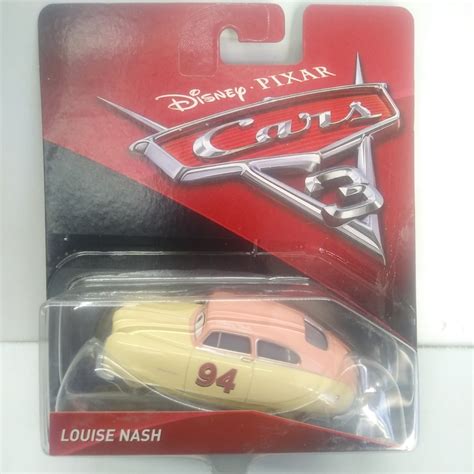 Disney · PIXAR
Cars
3
94
LOUISE NASH